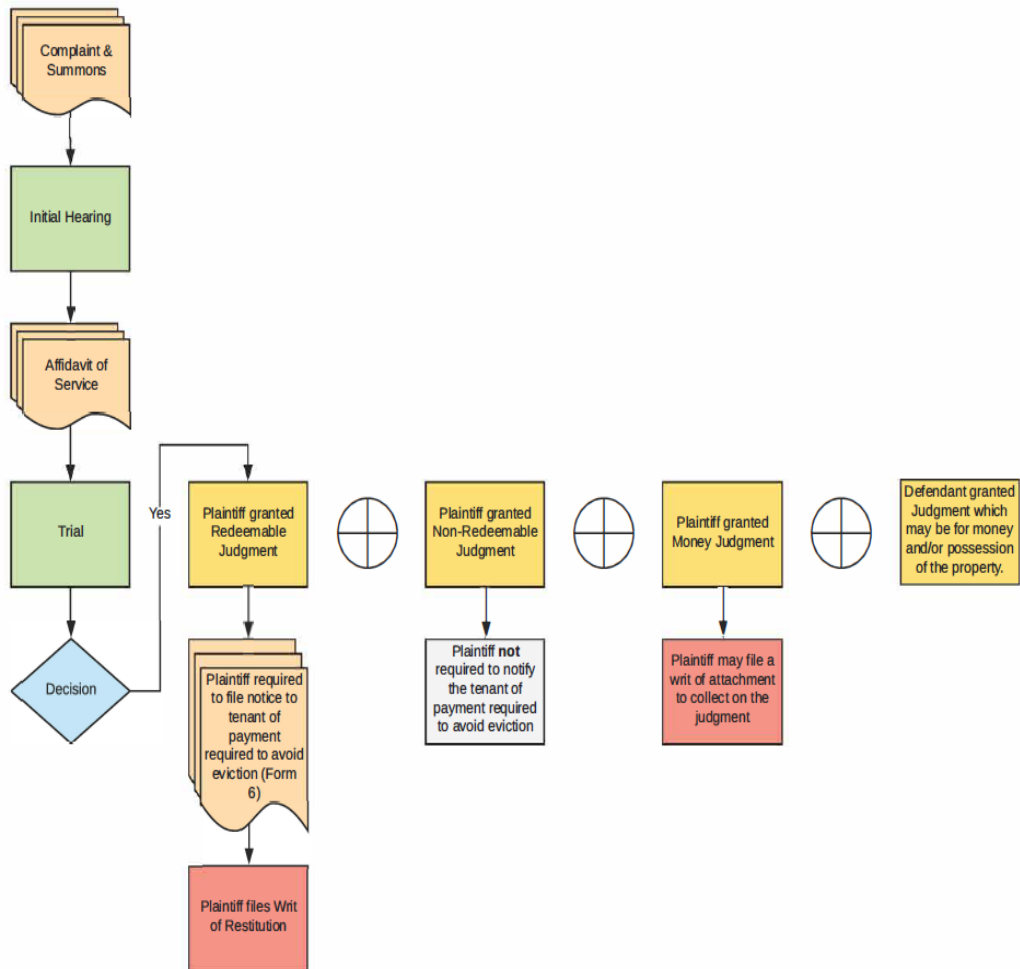 Complaint &
Summons
Initial Hearing
Affidavit of
Service
Trial
Decision
Yes
Plaintiff granted
Redeemable
Judgment
Plaintiff granted
Non-Redeemable
Judgment
Plaintiff granted
Money Judgment
Defendant granted
Judgment which
may be for money
and/or possession
of the property.
Plaintiff required
to file notice to
tenant of
payment
required to avoid
eviction (Form
6)
Plaintiff not
required to notify
the tenant of
payment required
to avoid eviction
Plaintiff may file a
writ of attachment
to collect on the
judgment
Plaintiff files Writ
of Restitution